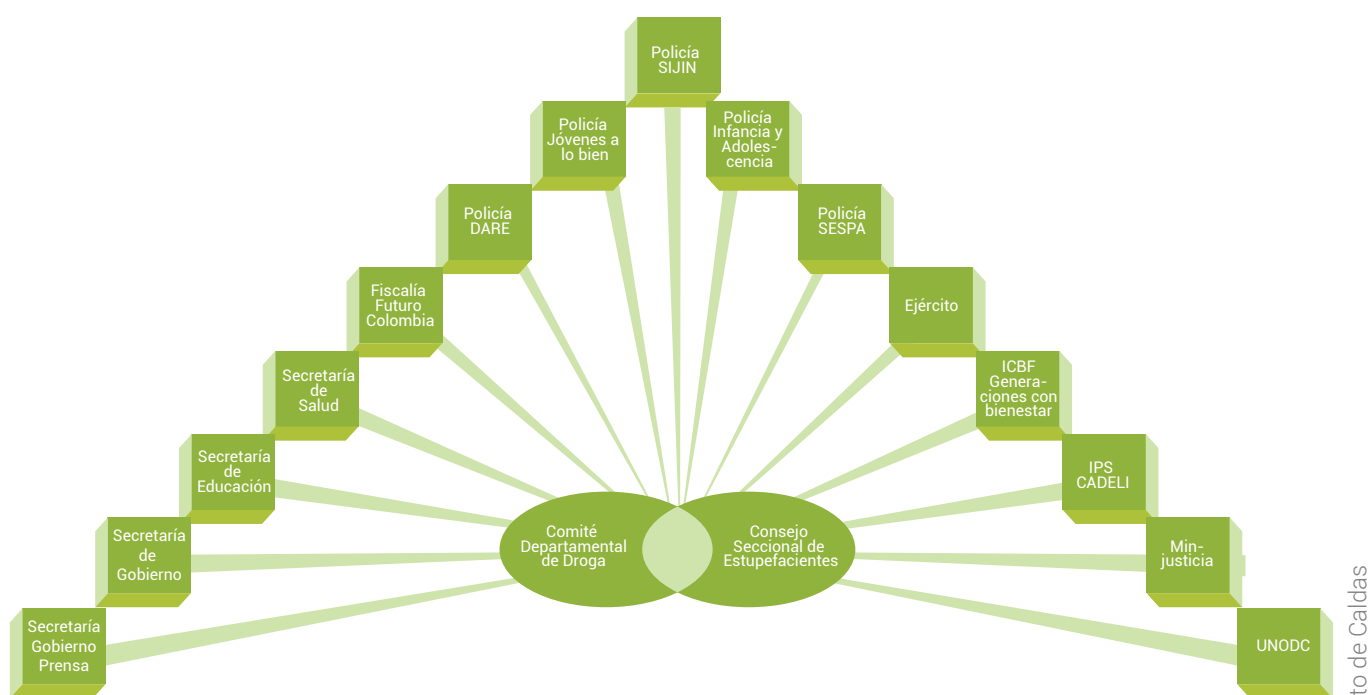 Policía
SIJIN
Policía
Jóvenes a
lo bien
Policía
Infancia y
Adoles-
cencia
Policía
DARE
Policía
SESPA
Fiscalía
Futuro
Colombia
Ejército
Secretaría
de
Salud
ICBF
Genera-
ciones con
bienestar
Secretaría
de
Educación
IPS
CADELI
Secretaría
de
Gobierno
Comité
Departamental
de Droga
Consejo
Seccional de
Estupefacientes
Min-
justicia
Secretaría
Gobierno
Prensa
UNODC
to de Caldas